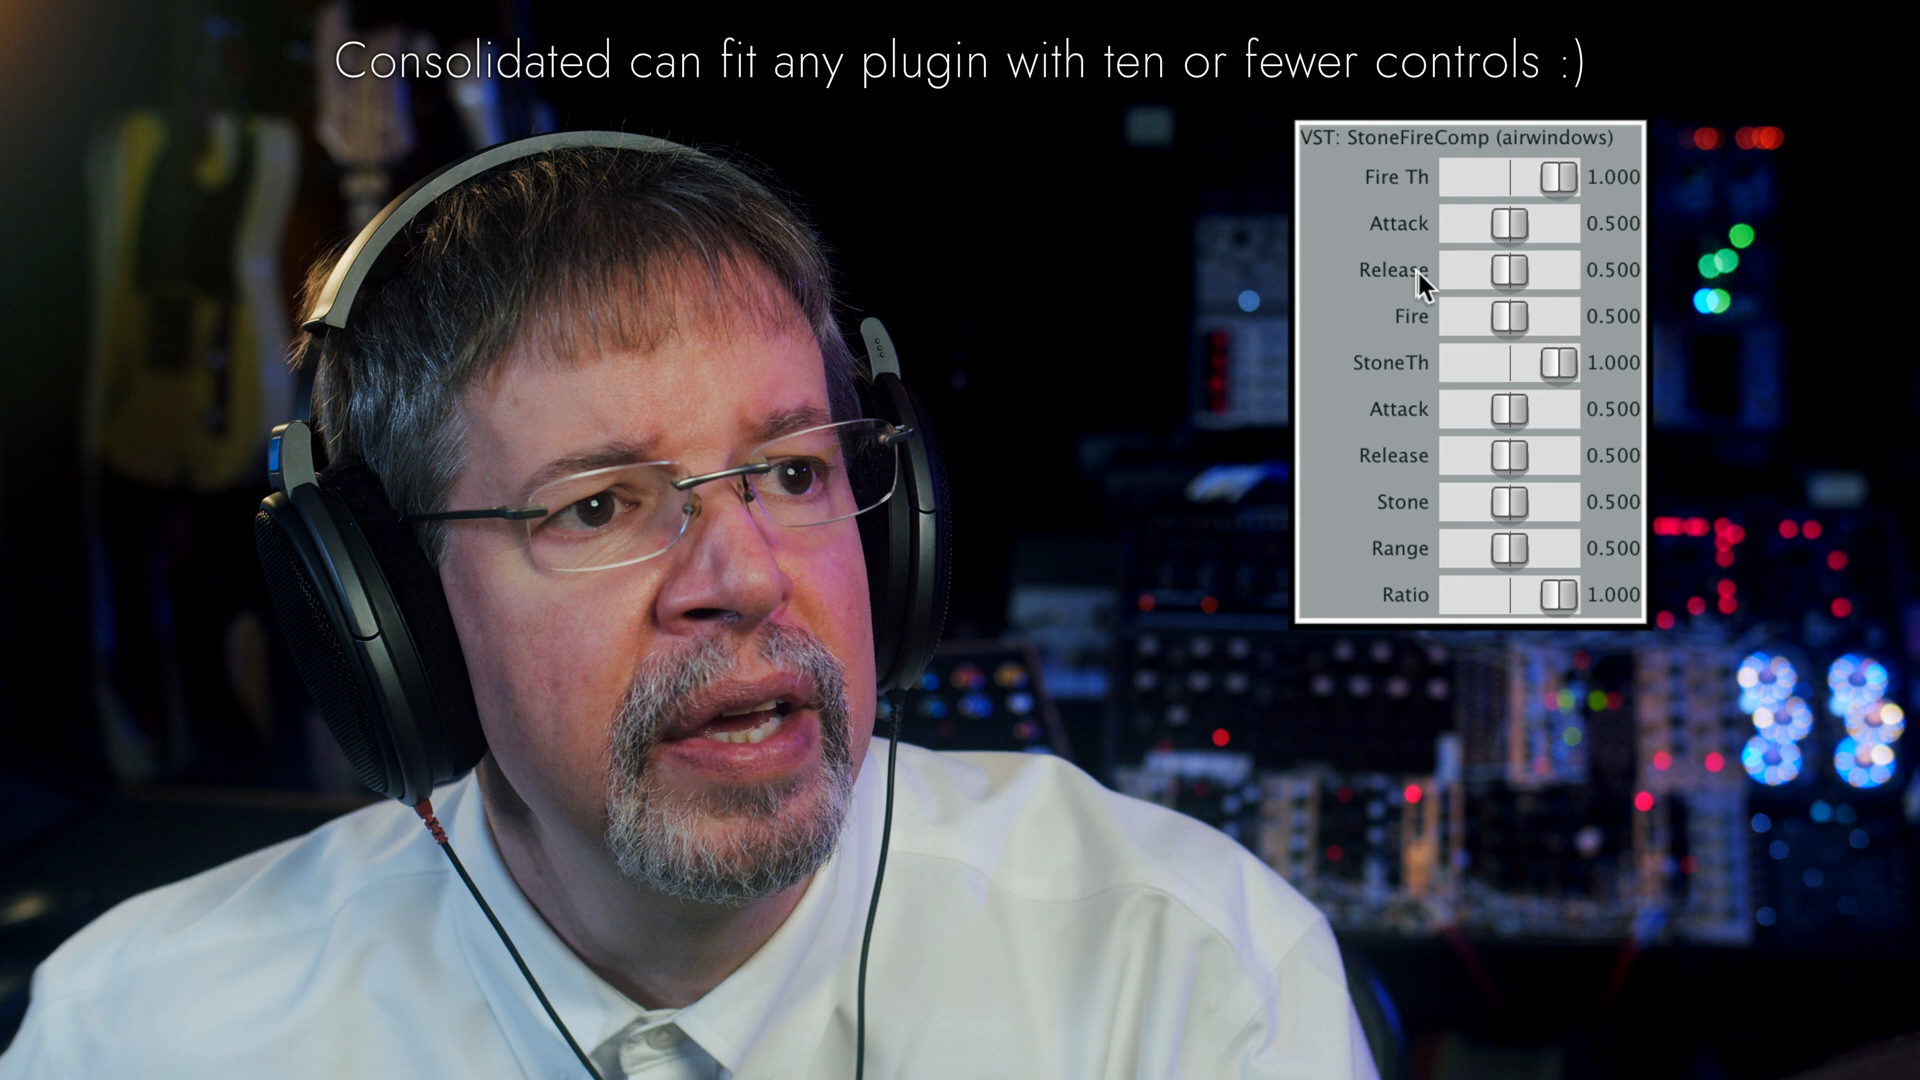 Consolidated can fit any plugin with ten or fewer controls :)
VST: StoneFireComp (airwindows)
Fire Th 1.000
Attack 0.500
Release 0.500
Fire 0.500
StoneTh 1.000
Attack 0.500
Release 0.500
Stone 0.500
Range 0.500
Ratio 1.000